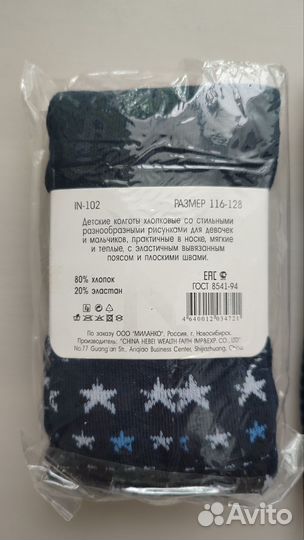 IN-102 РАЗМЕР 116-128
Детские колготы хлопковые со стильными
разнообразными рисунками для девочек
и мальчиков, практичные в носке, мягкие
и теплые, с эластичным вывязанным
поясом и плоскими швами.
80% хлопок
20% эластан
ГОСТ 8541-94
По заказу ООО "МИЛАНКО", Россия, г. Новосибирск.
Производитель: "CHINA HEBEI WEALTH FAITH IMP&EXP. CO., LTD"
No.77 Guang'an Str., Anqiao Business Center, Shijiazhuang, China
4640012034721
Avito